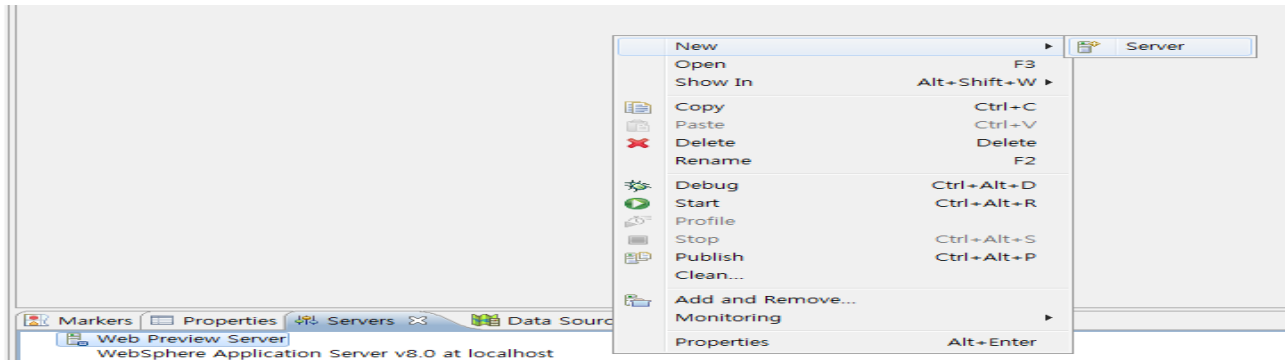 New Server
Open F3
Show In Alt+Shift+W
Copy Ctrl+C
Paste Ctrl+V
Delete Delete
Rename F2
Debug Ctrl+Alt+D
Start Ctrl+Alt+R
Profile
Stop Ctrl+Alt+S
Publish Ctrl+Alt+P
Clean...
Add and Remove...
Monitoring
Properties Alt+Enter
Markers Properties Servers Data Sourc
Web Preview Server
WebSphere Application Server v8.0 at localhost